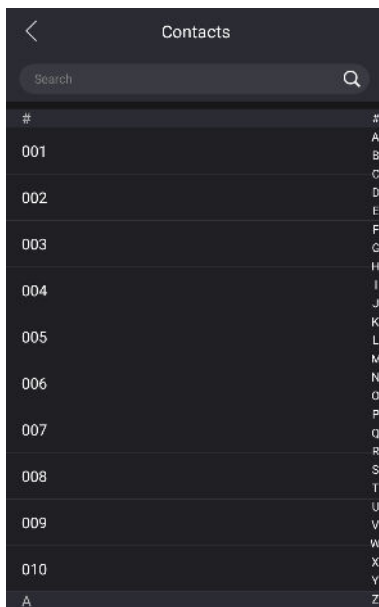 Contacts
Search
#
001
002
003
004
005
006
007
008
009
010
A
#
A
B
C
D
E
F
G
H
I
J
K
L
M
N
O
P
Q
R
S
T
U
V
W
X
Y
Z